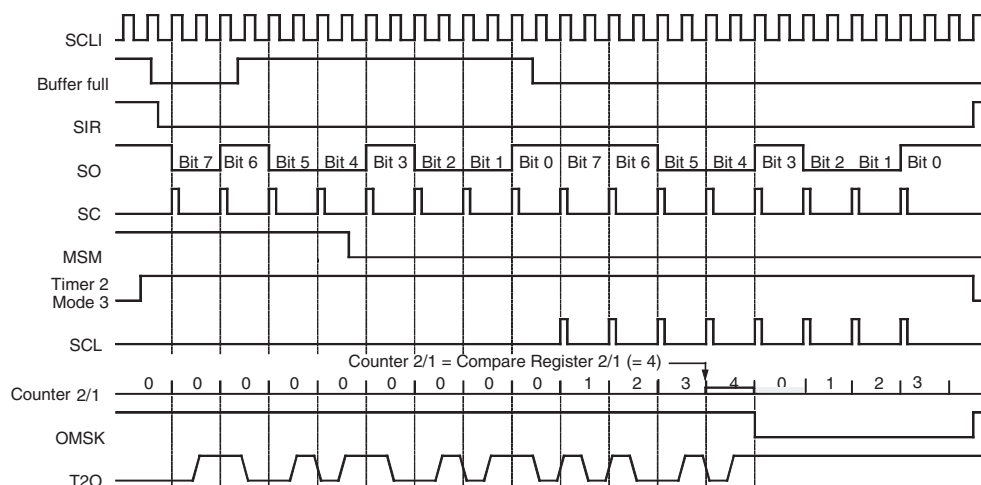 SCLI
Buffer full
SIR
SO
Bit 7 Bit 6 Bit 5 Bit 4 Bit 3 Bit 2 Bit 1 Bit 0 Bit 7 Bit 6 Bit 5 Bit 4 Bit 3 Bit 2 Bit 1 Bit 0
SC
MSM
Timer 2
Mode 3
SCL
Counter 2/1 = Compare Register 2/1 (= 4)
Counter 2/1
0 0 0 0 0 0 0 0 0 1 2 3 4 0 1 2 3
OMSK
T2O